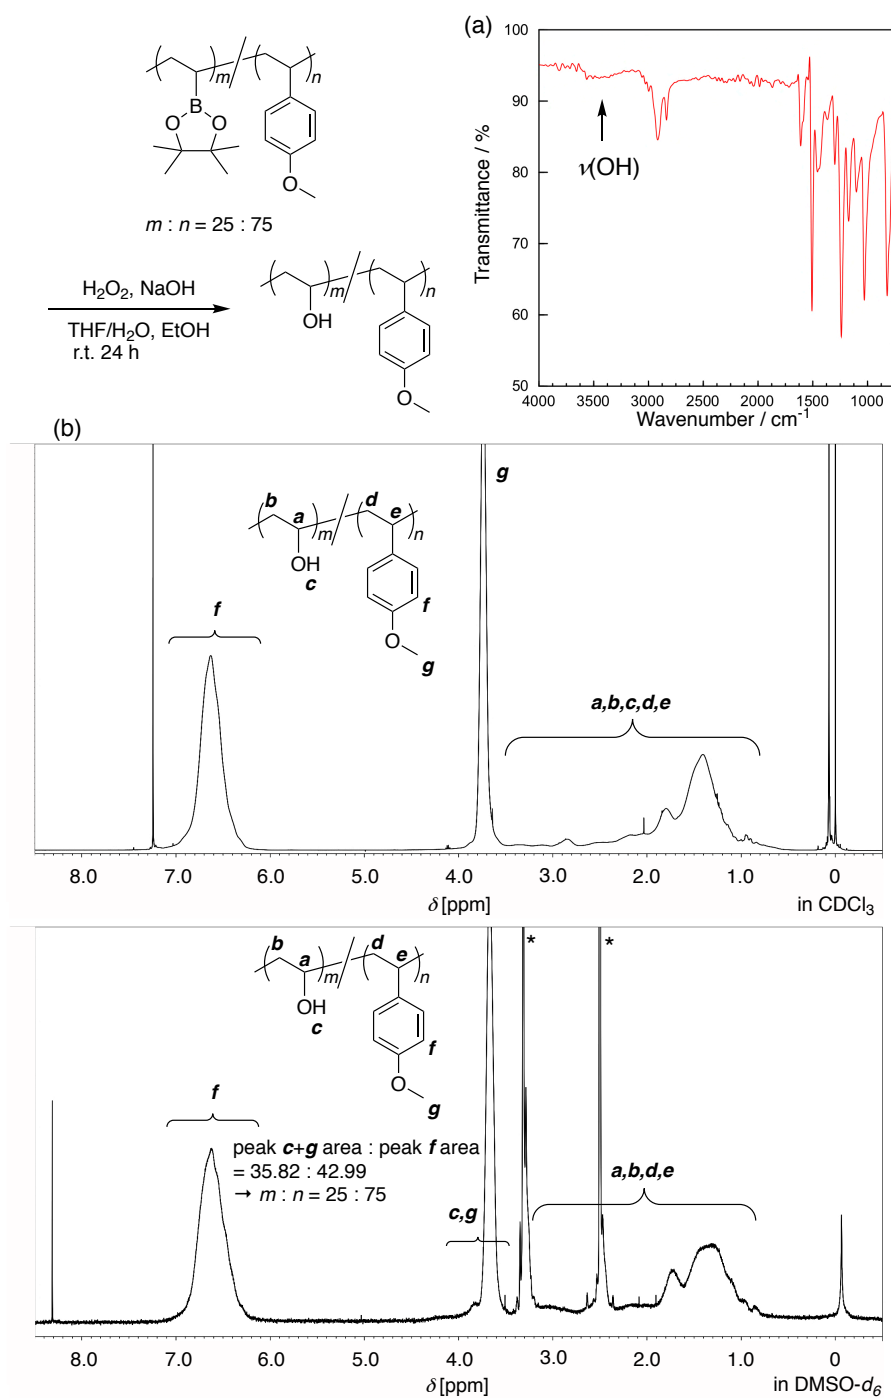 (a)
m
n
B
O
O
O
m : n = 25 : 75
H₂O₂, NaOH
THF/H₂O, EtOH
r.t. 24 h
m
n
OH
O
100
90
80
70
60
50
Transmittance / %
ν(OH)
4000 3500 3000 2500 2000 1500 1000
Wavenumber / cm⁻¹
(b)
b
a
d
e
m
n
OH
c
f
O
g
f
g
a,b,c,d,e
8.0 7.0 6.0 5.0 4.0 3.0 2.0 1.0 0
δ [ppm]
in CDCl₃
b
a
d
e
m
n
OH
c
f
O
g
f
peak c+g area : peak f area
= 35.82 : 42.99
→ m : n = 25 : 75
c,g
*
*
a,b,d,e
8.0 7.0 6.0 5.0 4.0 3.0 2.0 1.0 0
δ [ppm]
in DMSO-d₆